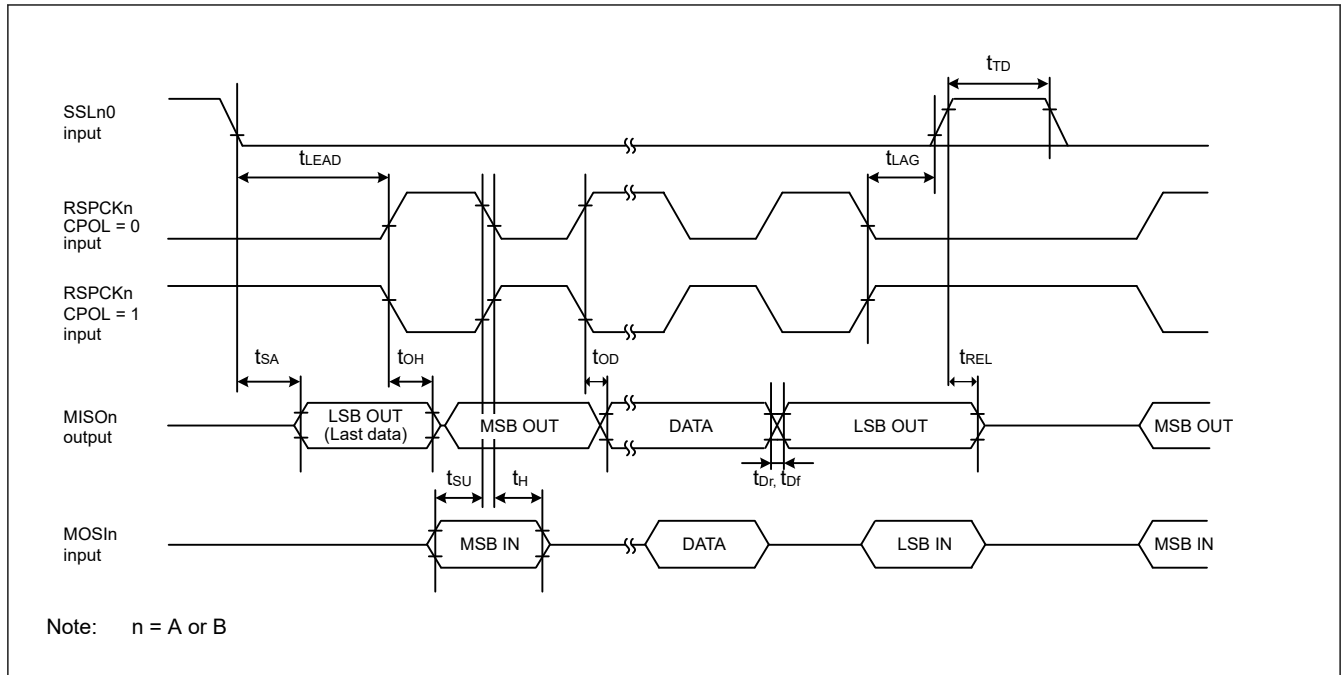 tTD
SSLn0
input
tLEAD
tLAG
RSPCKn
CPOL = 0
input
RSPCKn
CPOL = 1
input
tSA
tOH
tOD
tREL
MISOn
output
LSB OUT
(Last data)
MSB OUT
DATA
LSB OUT
MSB OUT
tSU
tH
tDr, tDf
MOSIn
input
MSB IN
DATA
LSB IN
MSB IN
Note: n = A or B